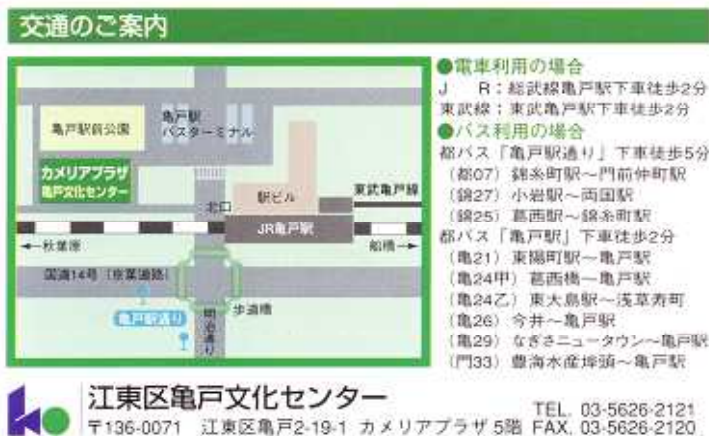 交通のご案内
亀戸駅前公園
亀戸駅
バスターミナル
カメリアプラザ
亀戸文化センター
北口
駅ビル
東武亀戸線
JR亀戸駅
←秋葉原
船橋→
国道14号（京葉道路）
亀戸駅通り
明治通り
歩道橋
●電車利用の場合
J　R：総武線亀戸駅下車徒歩2分
東武線：東武亀戸駅下車徒歩2分
●バス利用の場合
都バス「亀戸駅通り」下車徒歩5分
（都07）錦糸町駅～門前仲町駅
（錦27）小岩駅～両国駅
（錦25）葛西駅～錦糸町駅
都バス「亀戸駅」下車徒歩2分
（亀21）東陽町駅～亀戸駅
（亀24甲）葛西橋～亀戸駅
（亀24乙）東大島駅～浅草寿町
（亀26）今井～亀戸駅
（亀29）なぎさニュータウン～亀戸駅
（門33）豊海水産埠頭～亀戸駅
江東区亀戸文化センター
〒136-0071　江東区亀戸2-19-1 カメリアプラザ 5階
TEL. 03-5626-2121
FAX. 03-5626-2120